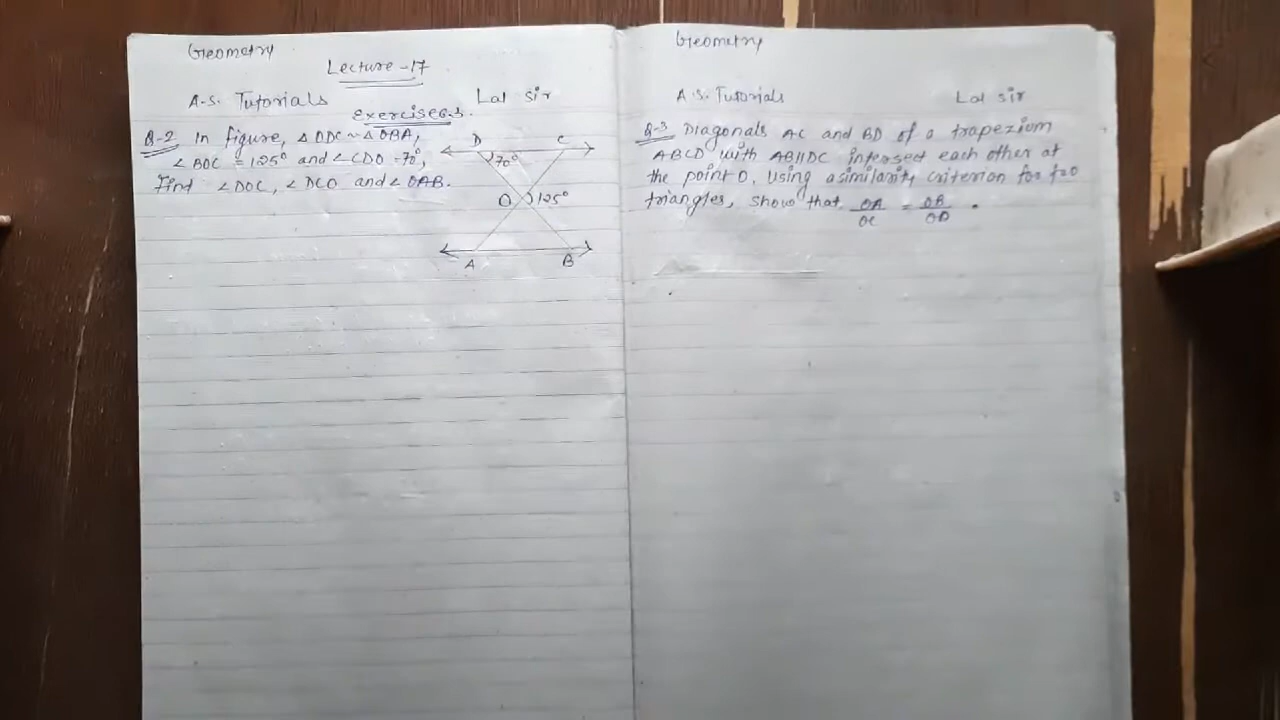 Geometry
Lecture -17
A.S. Tutorials Lal sir
Exercise 6.3.
Q-2 In figure, △ODC ~ △OBA,
∠BOC = 125° and ∠CDO = 70°,
Find ∠DOC, ∠DCO and ∠OAB.
D C
70°
O 125°
A B
Geometry
A.S. Tutorials Lal sir
Q-3 Diagonals AC and BD of a trapezium
ABCD with AB||DC intersect each other at
the point O. Using a similarity criterion for two
triangles, show that OA/OC = OB/OD .